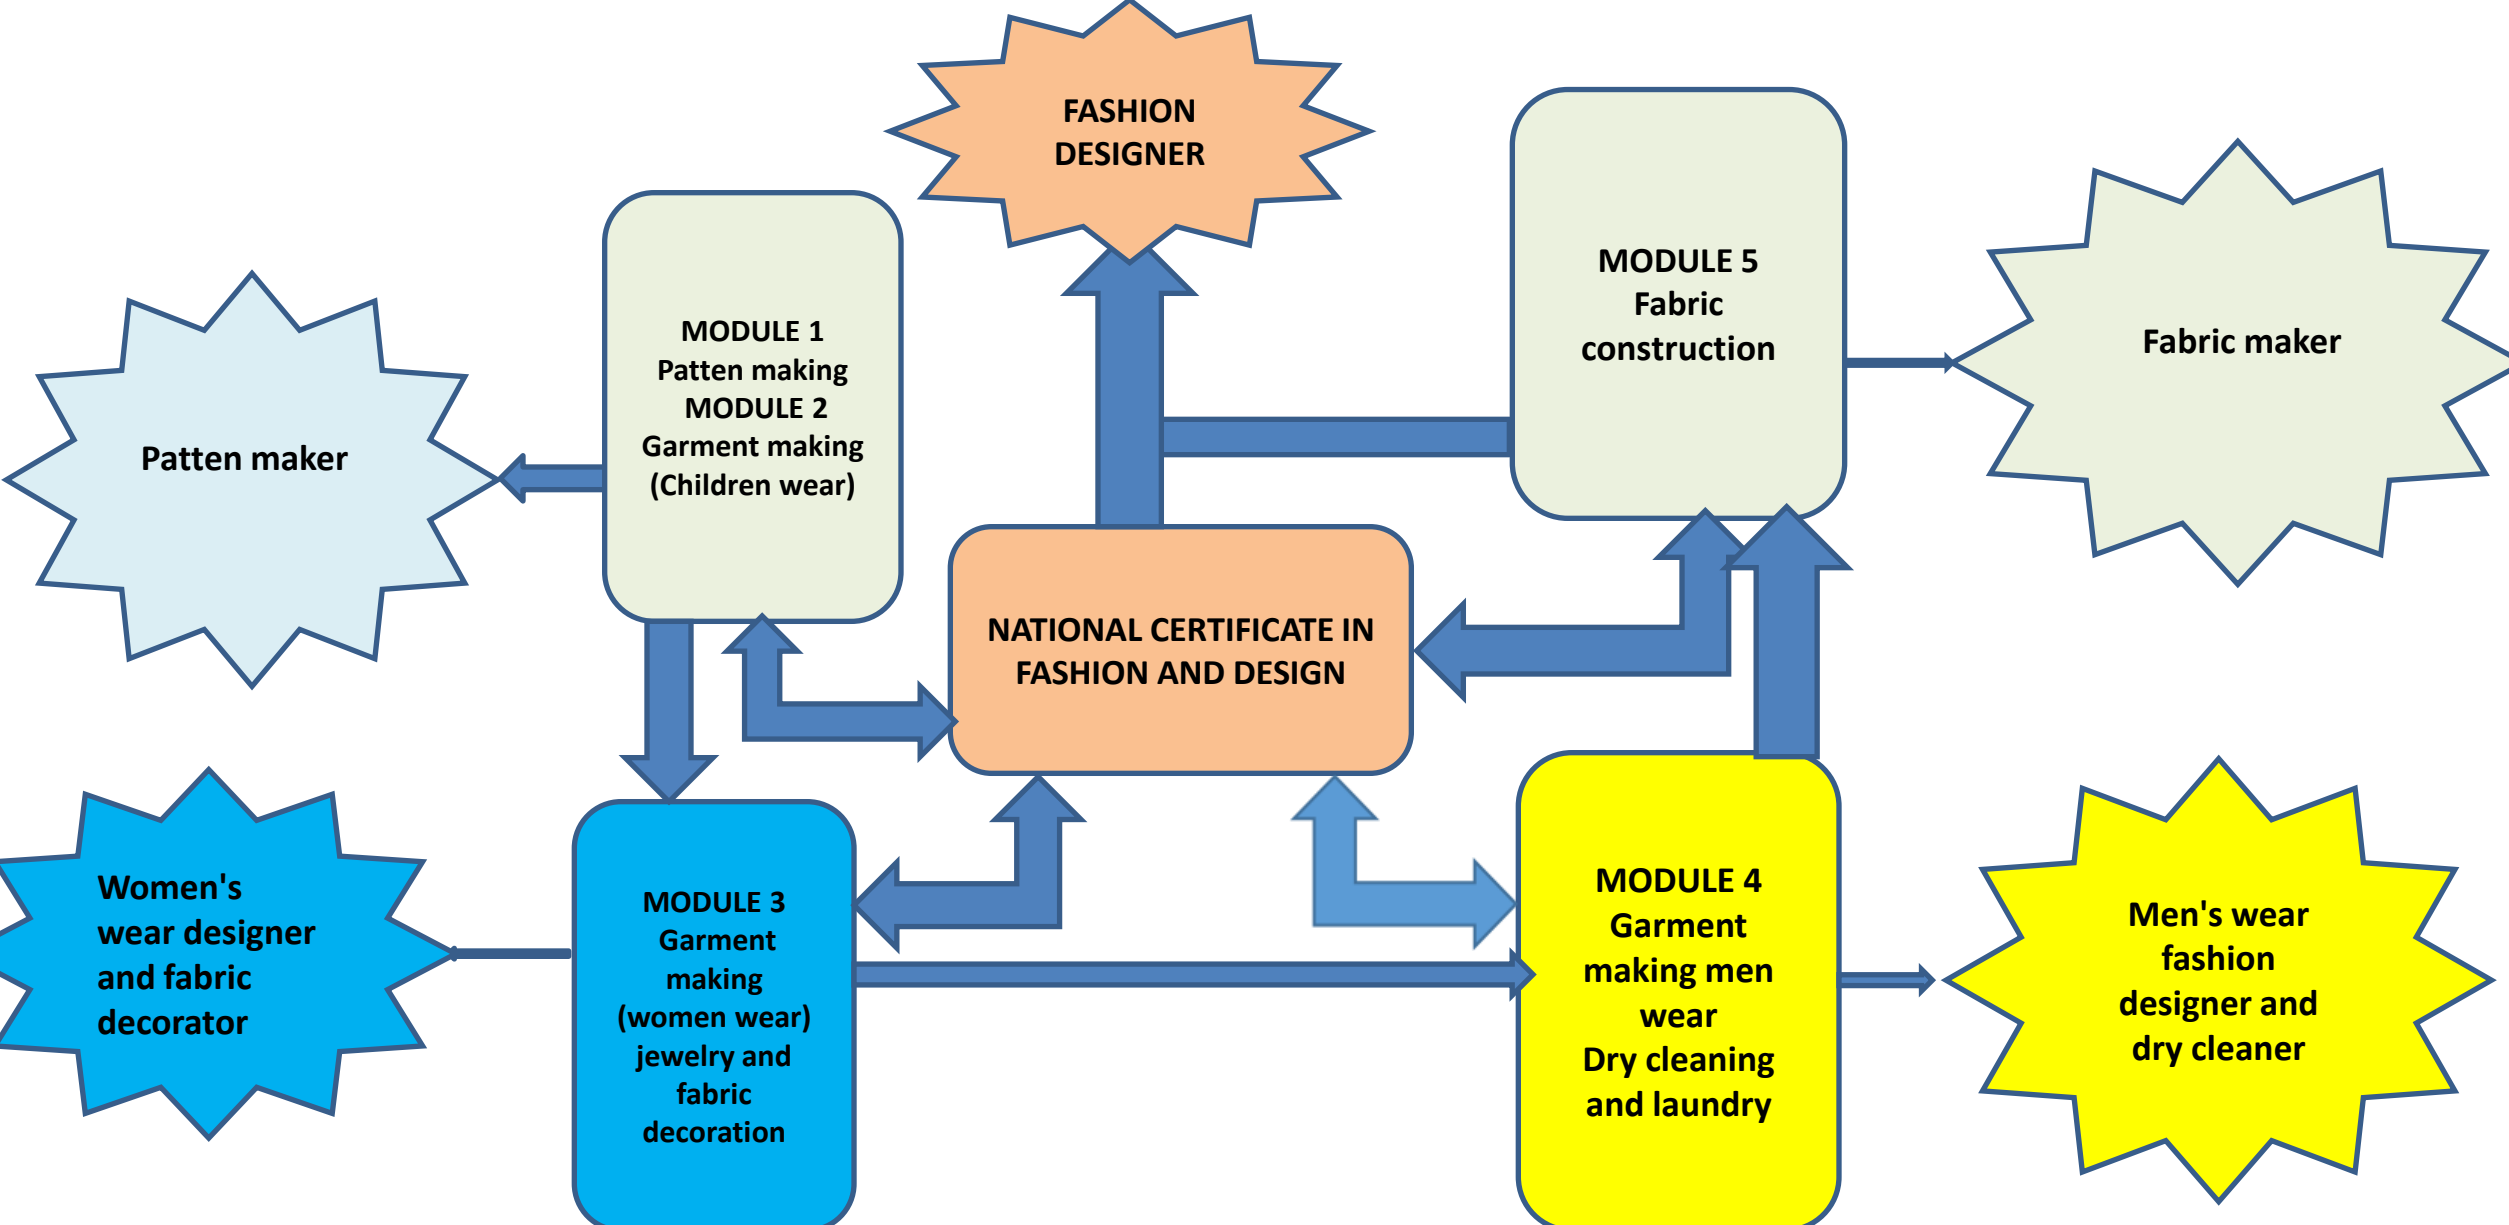 FASHION
DESIGNER
MODULE 1
Patten making
MODULE 2
Garment making
(Children wear)
MODULE 5
Fabric
construction
Fabric maker
Patten maker
NATIONAL CERTIFICATE IN
FASHION AND DESIGN
Women's
wear designer
and fabric
decorator
MODULE 3
Garment
making
(women wear)
jewelry and
fabric
decoration
MODULE 4
Garment
making men
wear
Dry cleaning
and laundry
Men's wear
fashion
designer and
dry cleaner